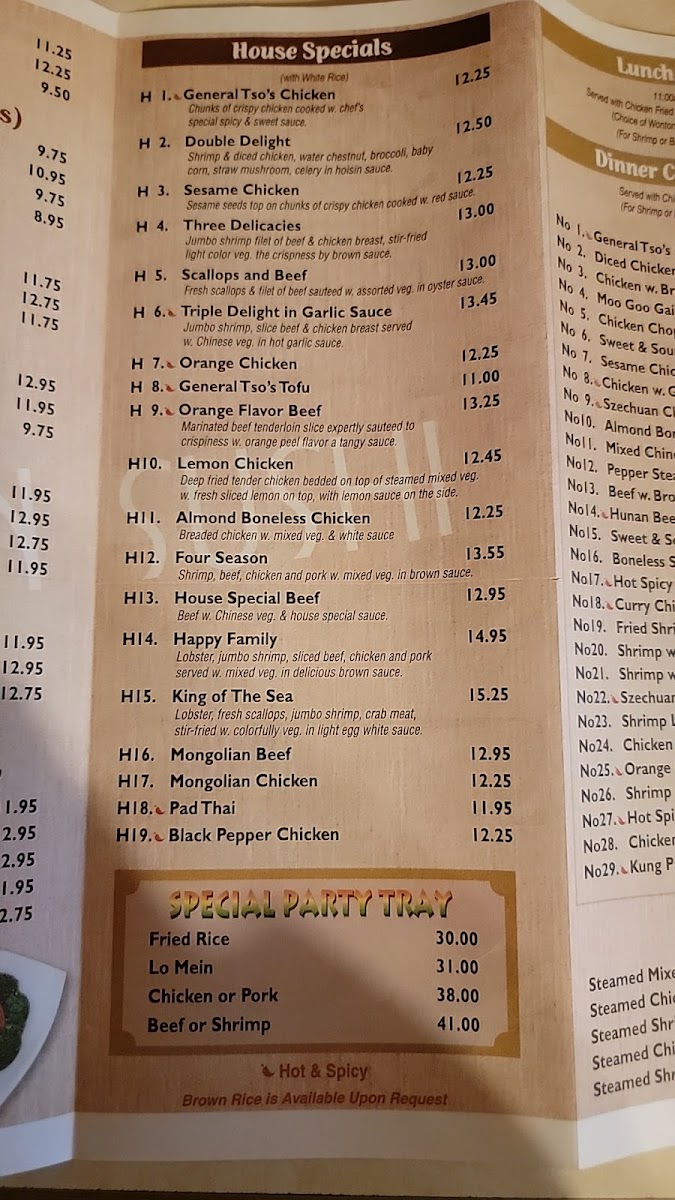 11.25
12.25
9.50
s)
9.75
10.95
9.75
8.95
11.75
12.75
11.75
12.95
11.95
9.75
11.95
12.95
12.75
11.95
11.95
12.95
12.75
1.95
2.95
2.95
1.95
2.75
House Specials
(with White Rice)
H 1. General Tso's Chicken 12.25
Chunks of crispy chicken cooked w. chef's
special spicy & sweet sauce.
H 2. Double Delight 12.50
Shrimp & diced chicken, water chestnut, broccoli, baby
corn, straw mushroom, celery in hoisin sauce.
H 3. Sesame Chicken 12.25
Sesame seeds top on chunks of crispy chicken cooked w. red sauce.
H 4. Three Delicacies 13.00
Jumbo shrimp filet of beef & chicken breast, stir-fried
light color veg. the crispness by brown sauce.
H 5. Scallops and Beef 13.00
Fresh scallops & filet of beef sauteed w. assorted veg. in oyster sauce.
H 6. Triple Delight in Garlic Sauce 13.45
Jumbo shrimp, slice beef & chicken breast served
w. Chinese veg. in hot garlic sauce.
H 7. Orange Chicken 12.25
H 8. General Tso's Tofu 11.00
H 9. Orange Flavor Beef 13.25
Marinated beef tenderloin slice expertly sauteed to
crispiness w. orange peel flavor a tangy sauce.
H10. Lemon Chicken 12.45
Deep fried tender chicken bedded on top of steamed mixed veg.
w. fresh sliced lemon on top, with lemon sauce on the side.
H11. Almond Boneless Chicken 12.25
Breaded chicken w. mixed veg. & white sauce
H12. Four Season 13.55
Shrimp, beef, chicken and pork w. mixed veg. in brown sauce.
H13. House Special Beef 12.95
Beef w. Chinese veg. & house special sauce.
H14. Happy Family 14.95
Lobster, jumbo shrimp, sliced beef, chicken and pork
served w. mixed veg. in delicious brown sauce.
H15. King of The Sea 15.25
Lobster, fresh scallops, jumbo shrimp, crab meat,
stir-fried w. colorfully veg. in light egg white sauce.
H16. Mongolian Beef 12.95
H17. Mongolian Chicken 12.25
H18. Pad Thai 11.95
H19. Black Pepper Chicken 12.25
SUSHI
SPECIAL PARTY TRAY
Fried Rice 30.00
Lo Mein 31.00
Chicken or Pork 38.00
Beef or Shrimp 41.00
Hot & Spicy
Brown Rice is Available Upon Request
Lunch
11:00
Served with Chicken Fried
(Choice of Wonton
(For Shrimp or B
Dinner C
Served with Chi
(For Shrimp or
No 1. General Tso's
No 2. Diced Chicken
No 3. Chicken w. Br
No 4. Moo Goo Gai
No 5. Chicken Cho
No 6. Sweet & Sou
No 7. Sesame Chic
No 8. Chicken w. G
No 9. Szechuan C
No10. Almond Bo
No11. Mixed Chin
No12. Pepper Stea
No13. Beef w. Bro
No14. Hunan Bee
No15. Sweet & S
No16. Boneless S
No17. Hot Spicy
No18. Curry Chi
No19. Fried Shri
No20. Shrimp w
No21. Shrimp w
No22. Szechuan
No23. Shrimp L
No24. Chicken
No25. Orange
No26. Shrimp
No27. Hot Spi
No28. Chicken
No29. Kung P
Steamed Mixe
Steamed Chi
Steamed Shr
Steamed Chi
Steamed Shr